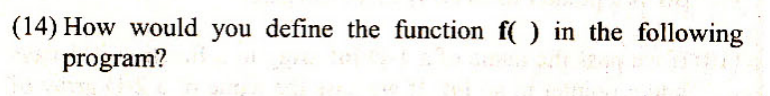 (14) How would you define the function f( ) in the following
program?